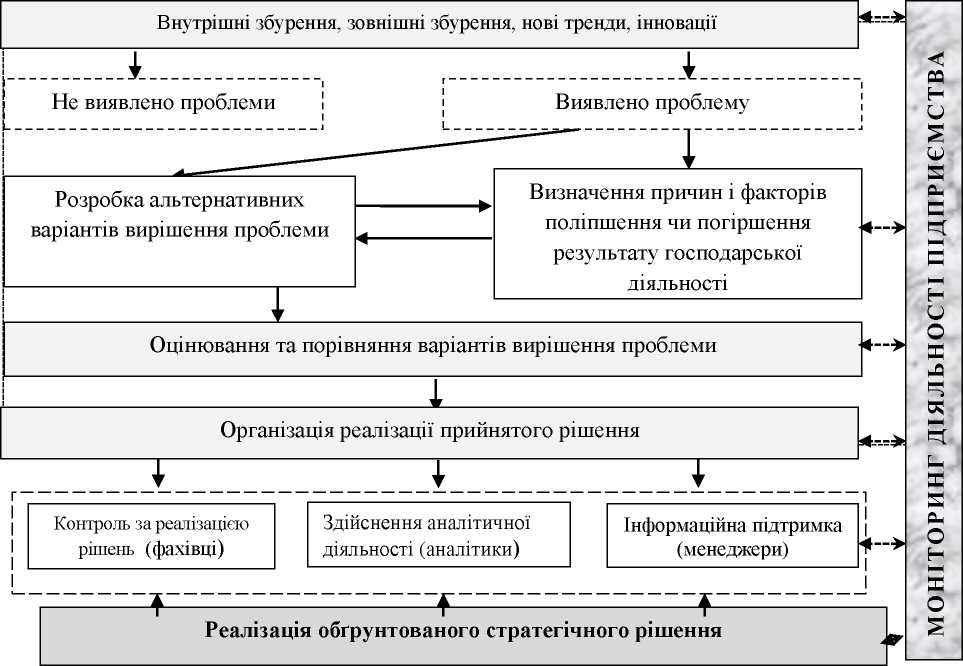 Внутрішні збурення, зовнішні збурення, нові тренди, інновації
Не виявлено проблеми
Виявлено проблему
Розробка альтернативних
варіантів вирішення проблеми
Визначення причин і факторів
поліпшення чи погіршення
результату господарської
діяльності
Оцінювання та порівняння варіантів вирішення проблеми
Організація реалізації прийнятого рішення
Контроль за реалізацією
рішень (фахівці)
Здійснення аналітичної
діяльності (аналітики)
Інформаційна підтримка
(менеджери)
Реалізація обґрунтованого стратегічного рішення
МОНІТОРИНГ ДІЯЛЬНОСТІ ПІДПРИЄМСТВА